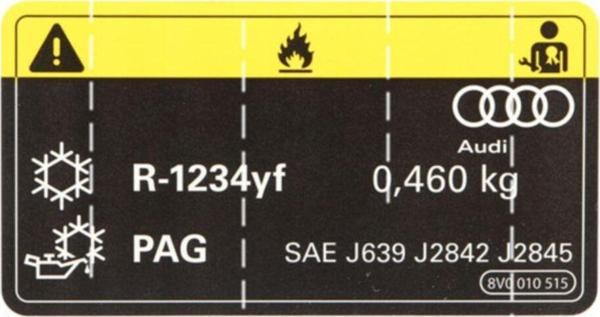 Audi
R-1234yf 0,460 kg
PAG SAE J639 J2842 J2845
8V0 010 515